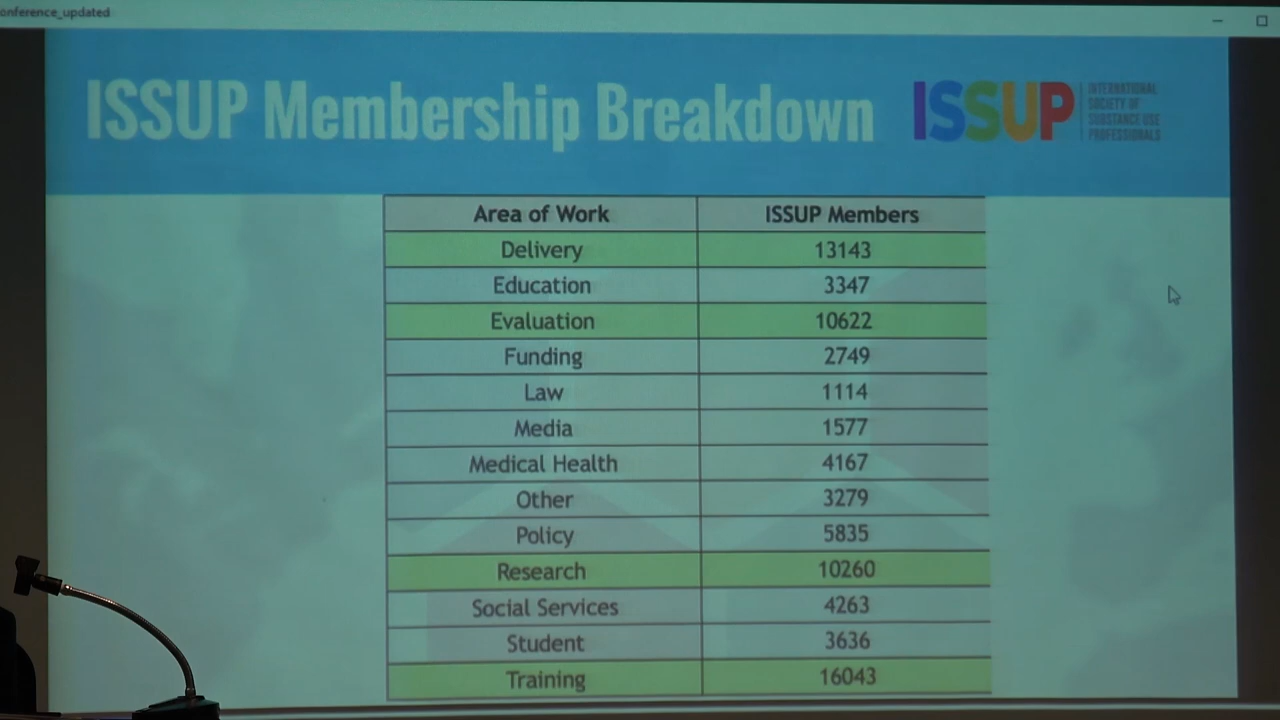 onference_updated
ISSUP Membership Breakdown
ISSUP
INTERNATIONAL
SOCIETY OF
SUBSTANCE USE
PROFESSIONALS
Area of Work ISSUP Members
Delivery 13143
Education 3347
Evaluation 10622
Funding 2749
Law 1114
Media 1577
Medical Health 4167
Other 3279
Policy 5835
Research 10260
Social Services 4263
Student 3636
Training 16043